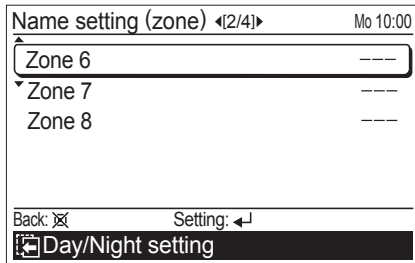 Name setting (zone) ◂[2/4]▸ Mo 10:00
Zone 6 ---
Zone 7 ---
Zone 8 ---
Back: Setting:
Day/Night setting